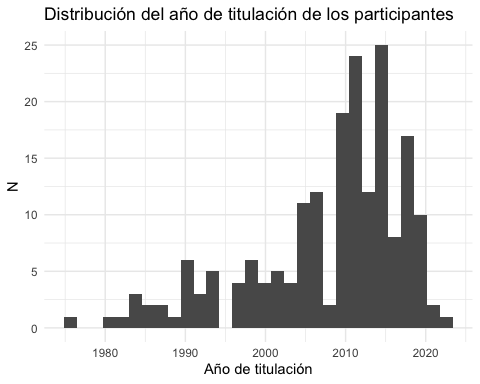 Distribución del año de titulación de los participantes
25
20
15
10
5
0
N
1980 1990 2000 2010 2020
Año de titulación